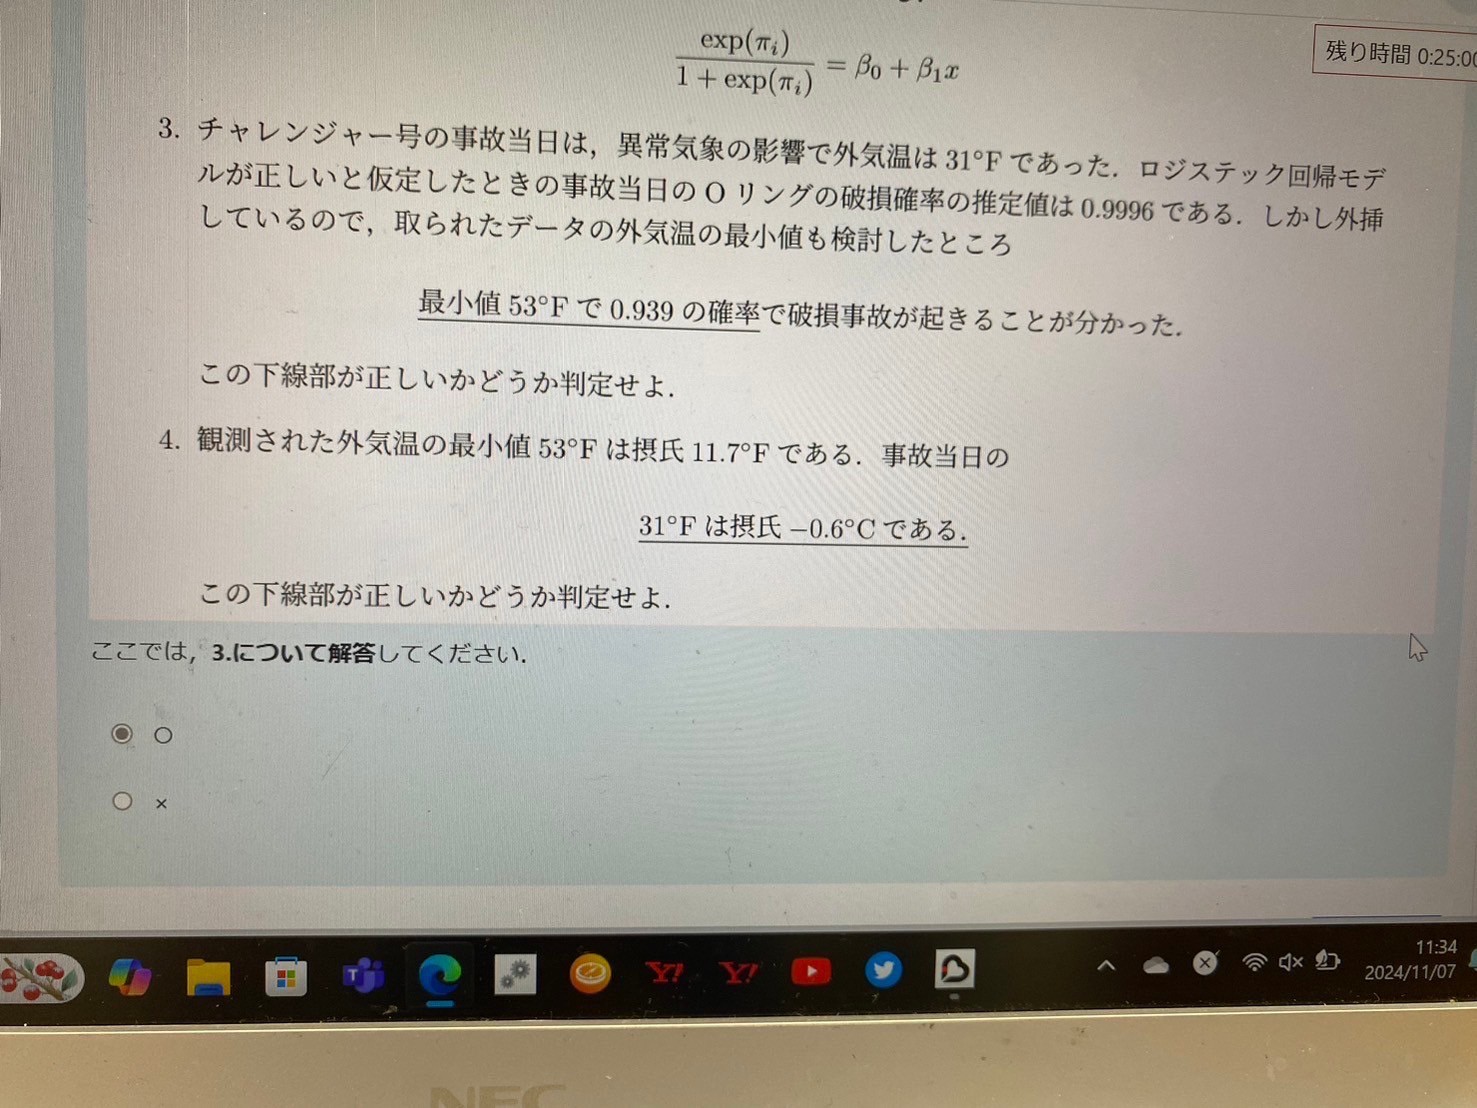 exp(πᵢ) / 1 + exp(πᵢ) = β₀ + β₁x
残り時間 0:25:00
3. チャレンジャー号の事故当日は,異常気象の影響で外気温は 31°F であった.ロジステック回帰モデ
ルが正しいと仮定したときの事故当日の O リングの破損確率の推定値は 0.9996 である.しかし外挿
しているので,取られたデータの外気温の最小値も検討したところ
最小値 53°F で 0.939 の確率で破損事故が起きることが分かった.
この下線部が正しいかどうか判定せよ.
4. 観測された外気温の最小値 53°F は摂氏 11.7°F である.事故当日の
31°F は摂氏 −0.6°C である.
この下線部が正しいかどうか判定せよ.
ここでは,3.について解答してください.
○
×
11:34
2024/11/07
NEC